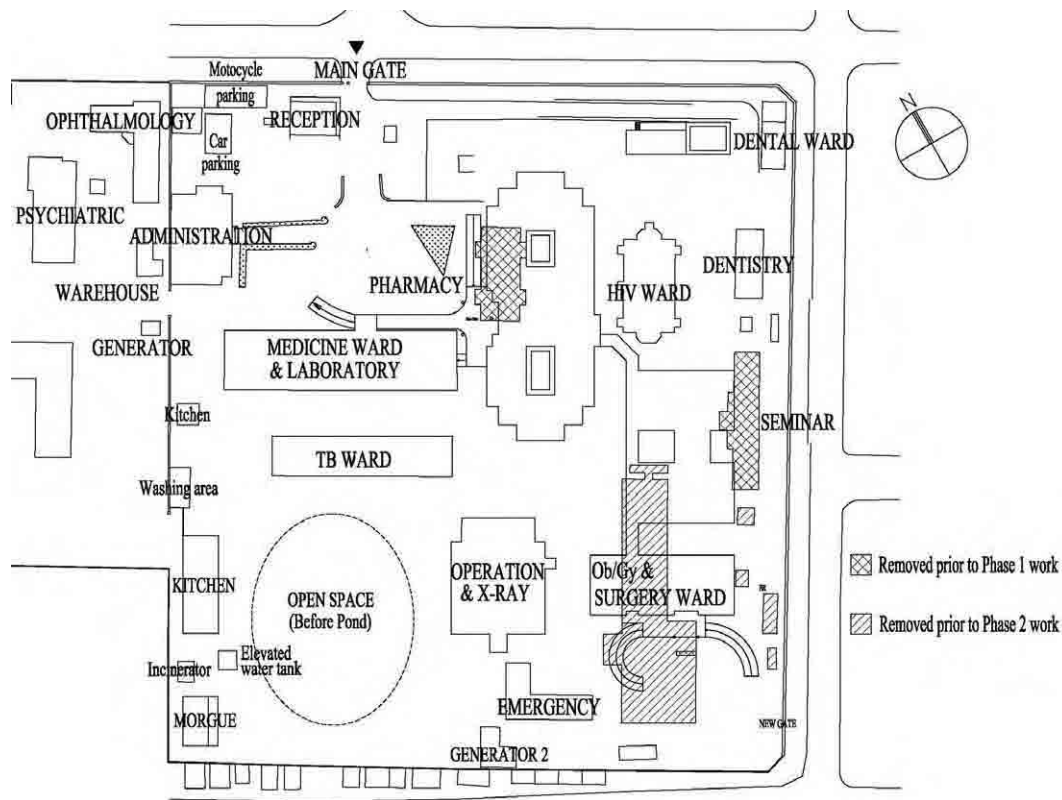 Motocycle
parking
MAIN GATE
OPHTHALMOLOGY
Car
parking
RECEPTION
DENTAL WARD
N
PSYCHIATRIC
ADMINISTRATION
WAREHOUSE
PHARMACY
HIV WARD
DENTISTRY
GENERATOR
MEDICINE WARD
& LABORATORY
Kitchen
SEMINAR
TB WARD
Washing area
KITCHEN
OPEN SPACE
(Before Pond)
OPERATION
& X-RAY
Ob/Gy &
SURGERY WARD
Removed prior to Phase 1 work
Removed prior to Phase 2 work
Incinerator
Elevated
water tank
MORGUE
EMERGENCY
NEW GATE
GENERATOR 2